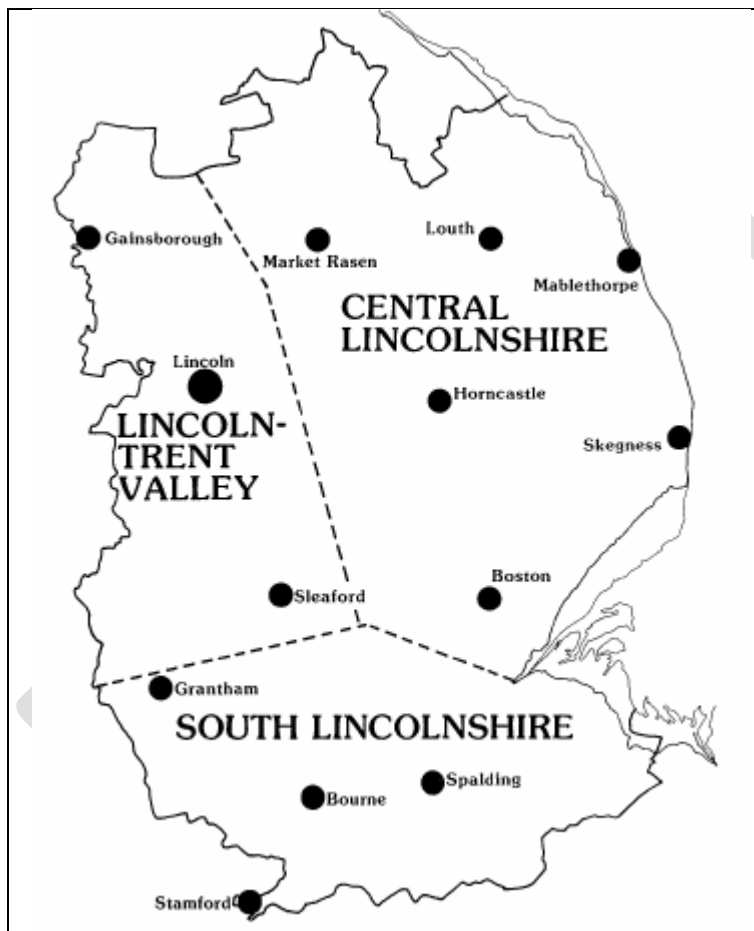 Gainsborough
Market Rasen
Louth
Mablethorpe
CENTRAL
LINCOLNSHIRE
Lincoln
Horncastle
LINCOLN-
TRENT
VALLEY
Skegness
Sleaford
Boston
Grantham
SOUTH LINCOLNSHIRE
Bourne
Spalding
Stamford